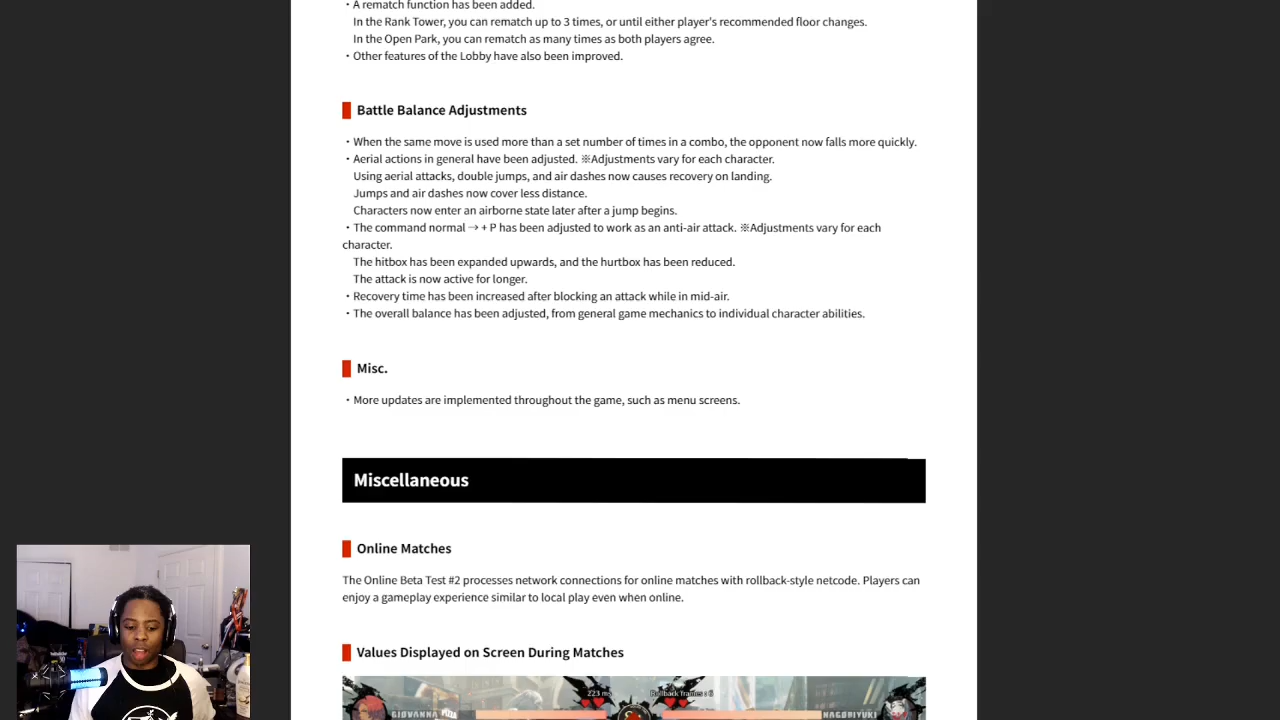 ・A rematch function has been added.
In the Rank Tower, you can rematch up to 3 times, or until either player's recommended floor changes.
In the Open Park, you can rematch as many times as both players agree.
・Other features of the Lobby have also been improved.
Battle Balance Adjustments
・When the same move is used more than a set number of times in a combo, the opponent now falls more quickly.
・Aerial actions in general have been adjusted. ※Adjustments vary for each character.
Using aerial attacks, double jumps, and air dashes now causes recovery on landing.
Jumps and air dashes now cover less distance.
Characters now enter an airborne state later after a jump begins.
・The command normal → + P has been adjusted to work as an anti-air attack. ※Adjustments vary for each
character.
The hitbox has been expanded upwards, and the hurtbox has been reduced.
The attack is now active for longer.
・Recovery time has been increased after blocking an attack while in mid-air.
・The overall balance has been adjusted, from general game mechanics to individual character abilities.
Misc.
・More updates are implemented throughout the game, such as menu screens.
Miscellaneous
Online Matches
The Online Beta Test #2 processes network connections for online matches with rollback-style netcode. Players can
enjoy a gameplay experience similar to local play even when online.
Values Displayed on Screen During Matches
223 ms Rollback frames : 6
GIOVANNA NAGORIYUKI